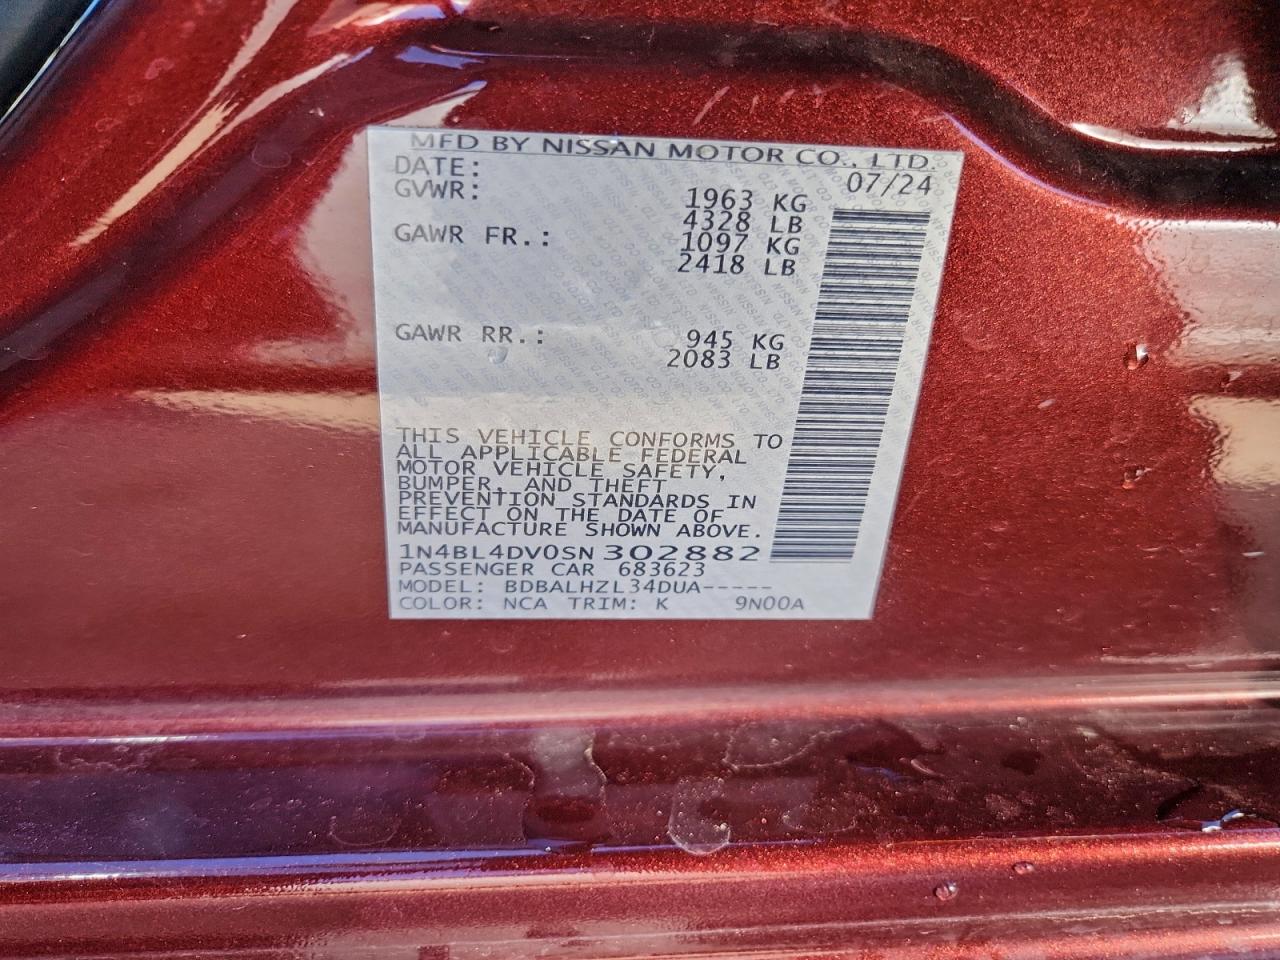 MFD BY NISSAN MOTOR CO., LTD.
DATE: 07/24
GVWR: 1963 KG
4328 LB
GAWR FR.: 1097 KG
2418 LB
GAWR RR.: 945 KG
2083 LB
THIS VEHICLE CONFORMS TO
ALL APPLICABLE FEDERAL
MOTOR VEHICLE SAFETY,
BUMPER, AND THEFT
PREVENTION STANDARDS IN
EFFECT ON THE DATE OF
MANUFACTURE SHOWN ABOVE.
1N4BL4DV0SN302882
PASSENGER CAR 683623
MODEL: BDBALHZL34DUA-----
COLOR: NCA TRIM: K 9N00A